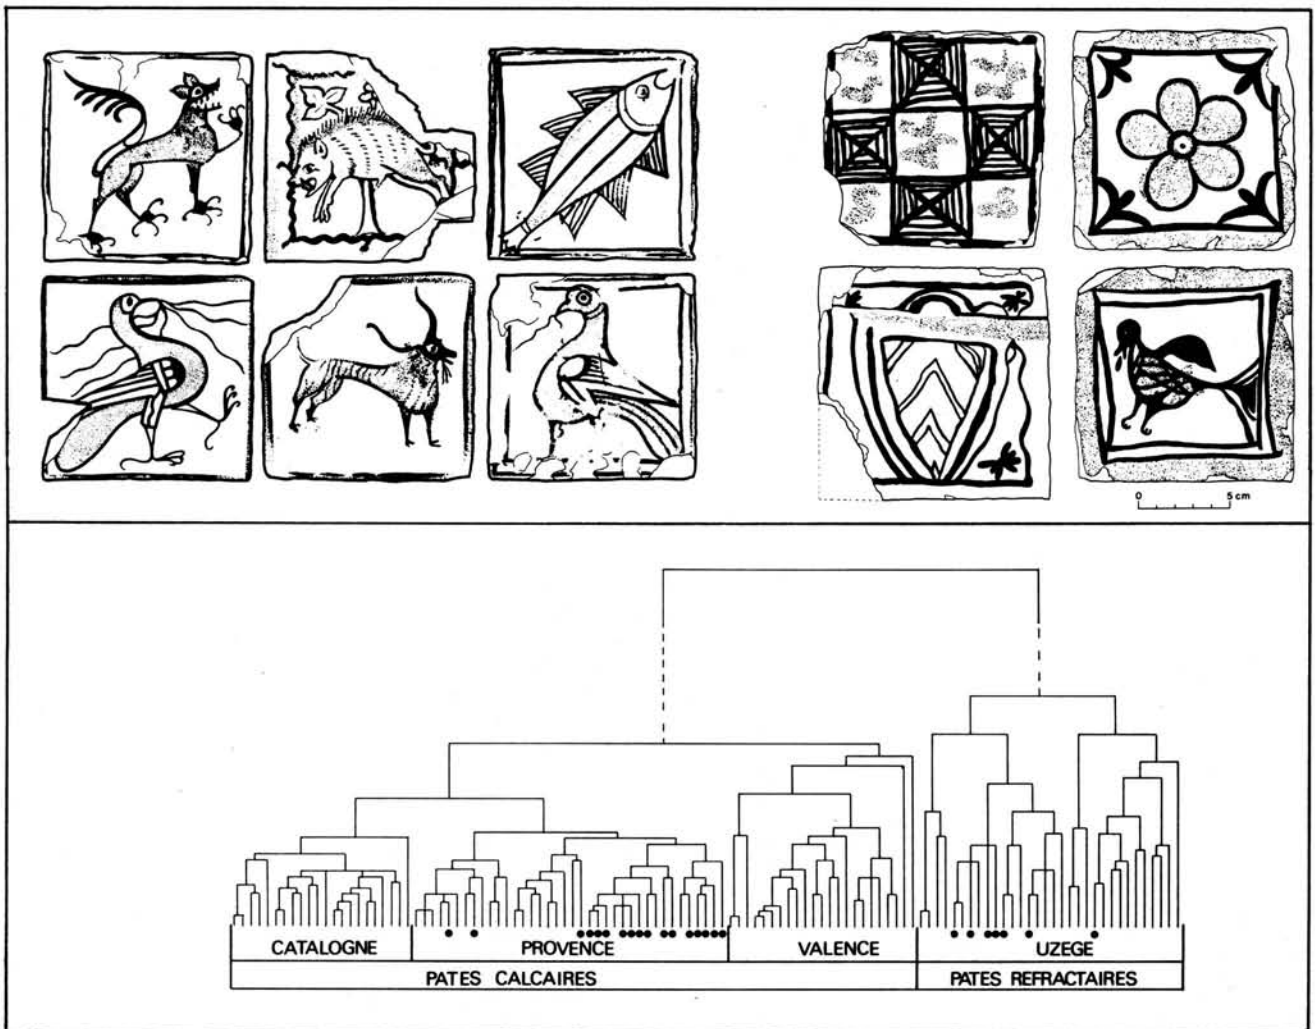 0 5 cm
CATALOGNE PROVENCE VALENCE UZEGE
PATES CALCAIRES PATES REFRACTAIRES